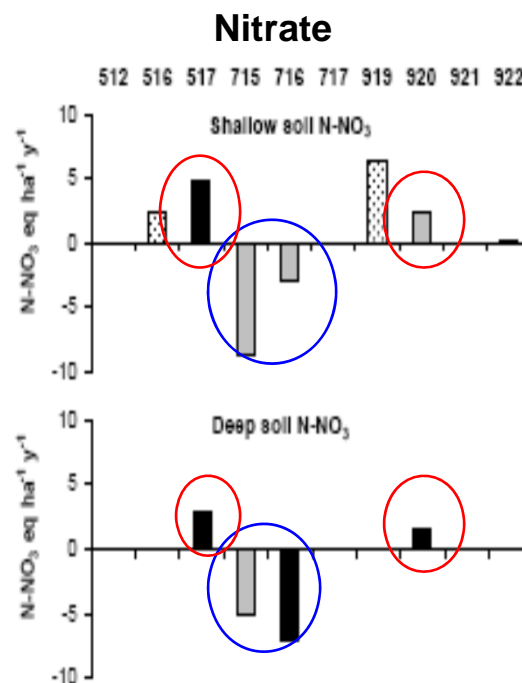 Nitrate
512 516 517 715 716 717 919 920 921 922
Shallow soil N-NO₃
N-NO₃ eq ha⁻¹ y⁻¹
10
5
0
-5
-10
Deep soil N-NO₃
N-NO₃ eq ha⁻¹ y⁻¹
10
5
0
-5
-10